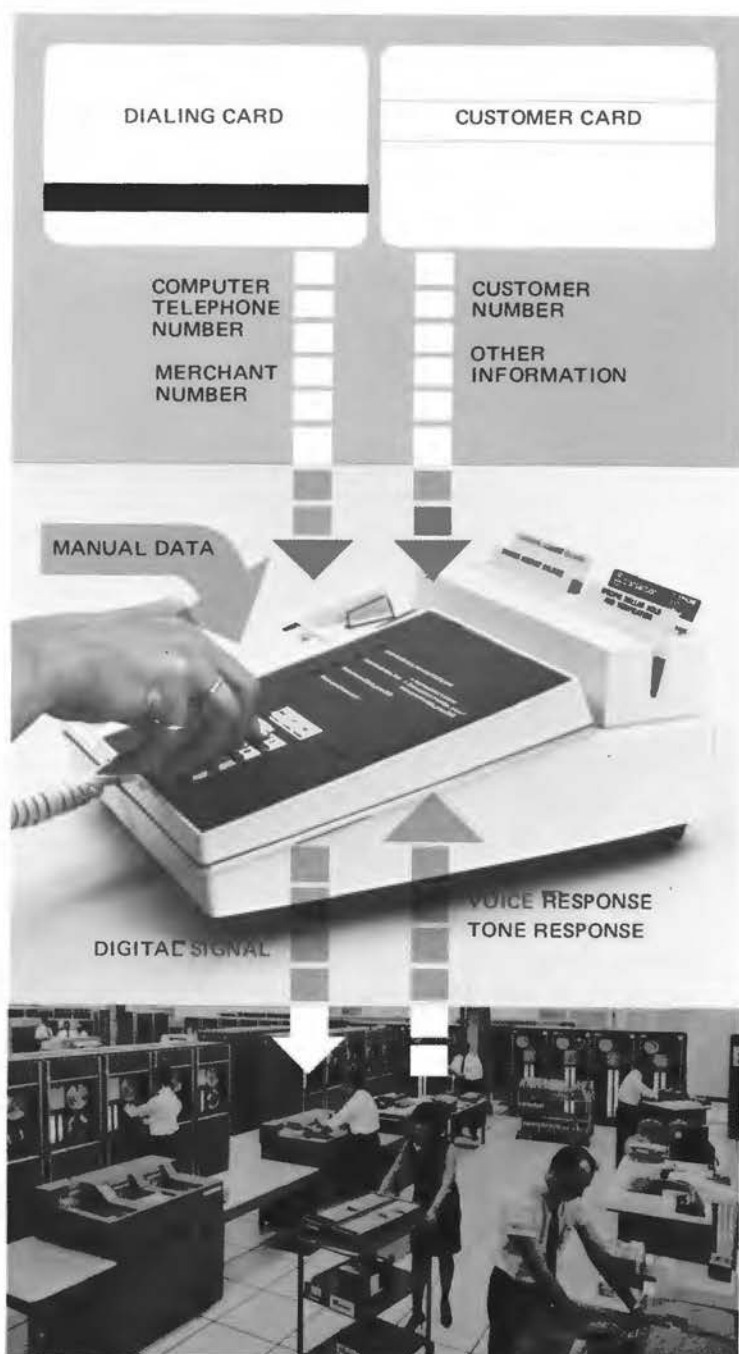 DIALING CARD
CUSTOMER CARD
COMPUTER
TELEPHONE
NUMBER
MERCHANT
NUMBER
CUSTOMER
NUMBER
OTHER
INFORMATION
MANUAL DATA
DIGITAL SIGNAL
VOICE RESPONSE
TONE RESPONSE